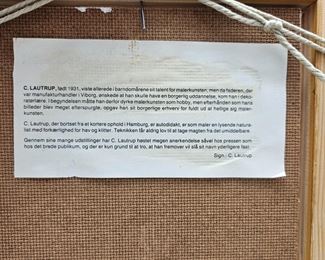 C. LAUTRUP, født 1931, viste allerede i barndomsårene sit talent for malerkunsten, men da faderen, der
var manufakturhandler i Viborg, ønskede at han skulle have en borgerlig uddannelse, kom han i deko-
ratørlære. I begyndelsen måtte han derfor dyrke malerkunsten som hobby, men efterhånden som hans
billeder blev meget efterspurgte, opgav han sit borgerlige erhverv for fuldt ud at hellige sig maler-
kunsten.
C. Lautrup, der bortset fra et kortere ophold i Hamburg, er autodidakt, er som maler en lysende natura-
list med forkærlighed for hav og klitter. Teknikken får aldrig lov til at tage magten fra det umiddelbare.
Gennem sine mange udstillinger har C. Lautrup høstet megen anerkendelse såvel hos pressen som
hos det brede publikum, og der er kun grund til at tro, at han fremover vil slå sit navn yderligere fast.
Sign.: C. Lautrup